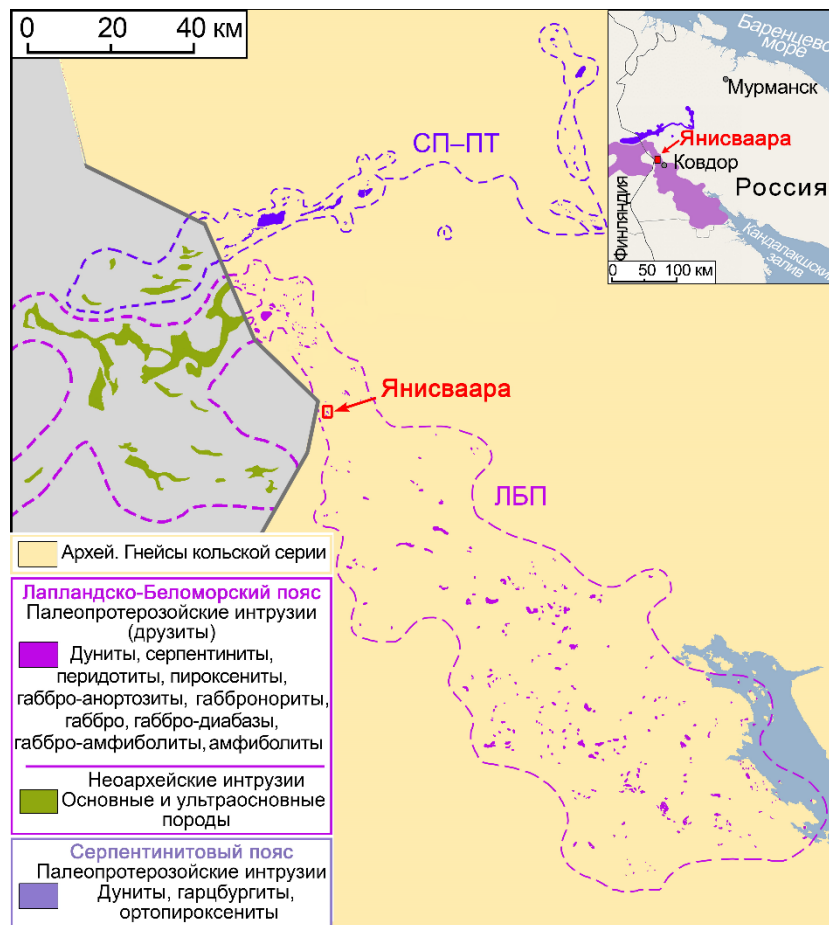 0 20 40 км
СП–ПТ
Янисваара
ЛБП
Баренцево
море
Мурманск
Янисваара
Ковдор
Россия
Финляндия
Кандалакшский
залив
0 50 100 км
Архей. Гнейсы кольской серии
Лапландско-Беломорский пояс
Палеопротерозойские интрузии
(друзиты)
Дуниты, серпентиниты,
перидотиты, пироксениты,
габбро-анортозиты, габбронориты,
габбро, габбро-диабазы,
габбро-амфиболиты, амфиболиты
Неоархейские интрузии
Основные и ультраосновные
породы
Серпентинитовый пояс
Палеопротерозойские интрузии
Дуниты, гарцбургиты,
ортопироксениты